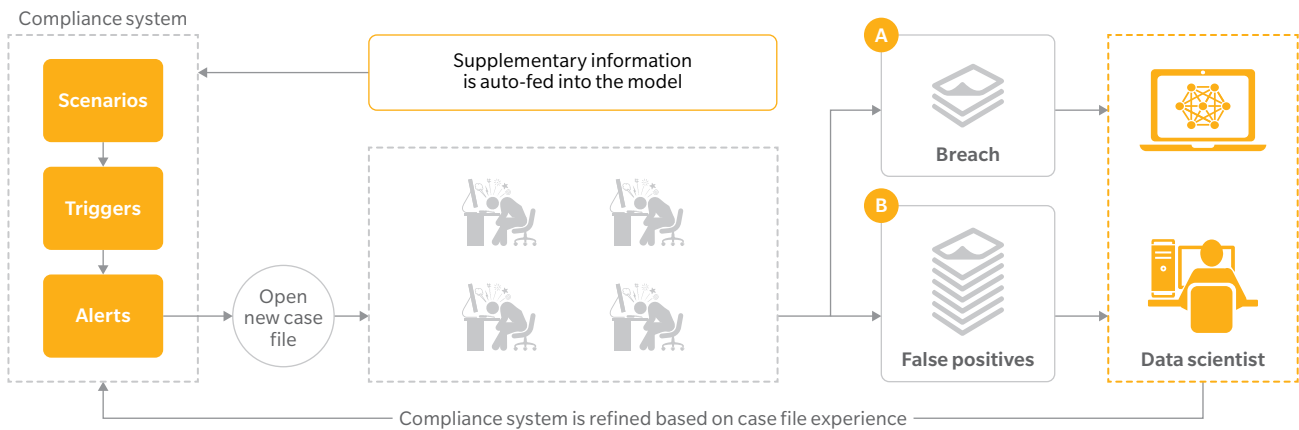 Compliance system
Scenarios
Triggers
Alerts
Open
new case
file
Supplementary information
is auto-fed into the model
A
Breach
B
False positives
Data scientist
Compliance system is refined based on case file experience